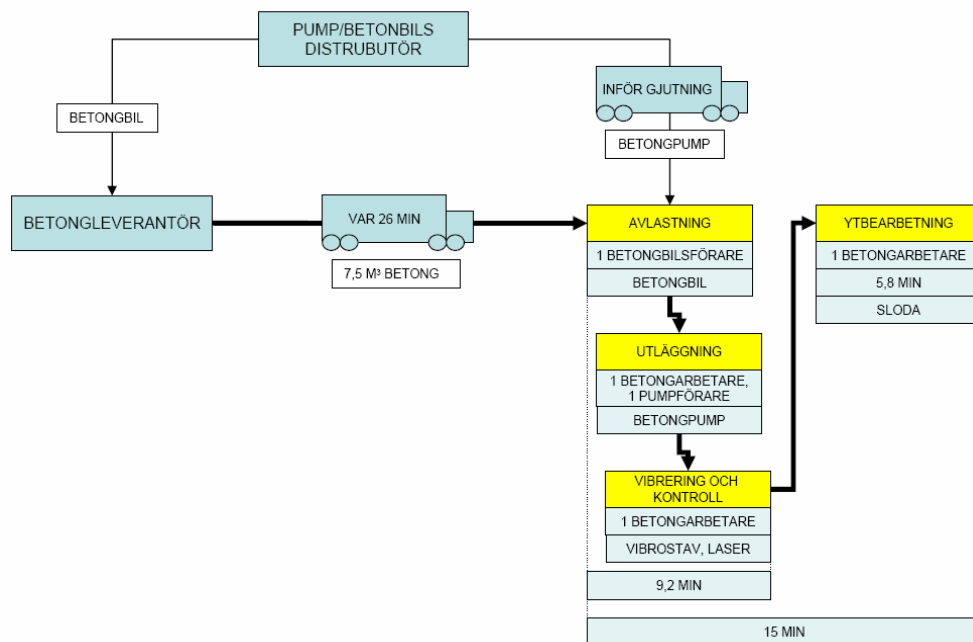 PUMP/BETONBILS
DISTRUBUTÖR
INFÖR GJUTNING
BETONGBIL
BETONGPUMP
BETONGLEVERANTÖR
VAR 26 MIN
7,5 M³ BETONG
AVLASTNING
1 BETONGBILSFÖRARE
BETONGBIL
YTBEARBETNING
1 BETONGARBETARE
5,8 MIN
SLODA
UTLÄGGNING
1 BETONGARBETARE,
1 PUMPFÖRARE
BETONGPUMP
VIBRERING OCH
KONTROLL
1 BETONGARBETARE
VIBROSTAV, LASER
9,2 MIN
15 MIN